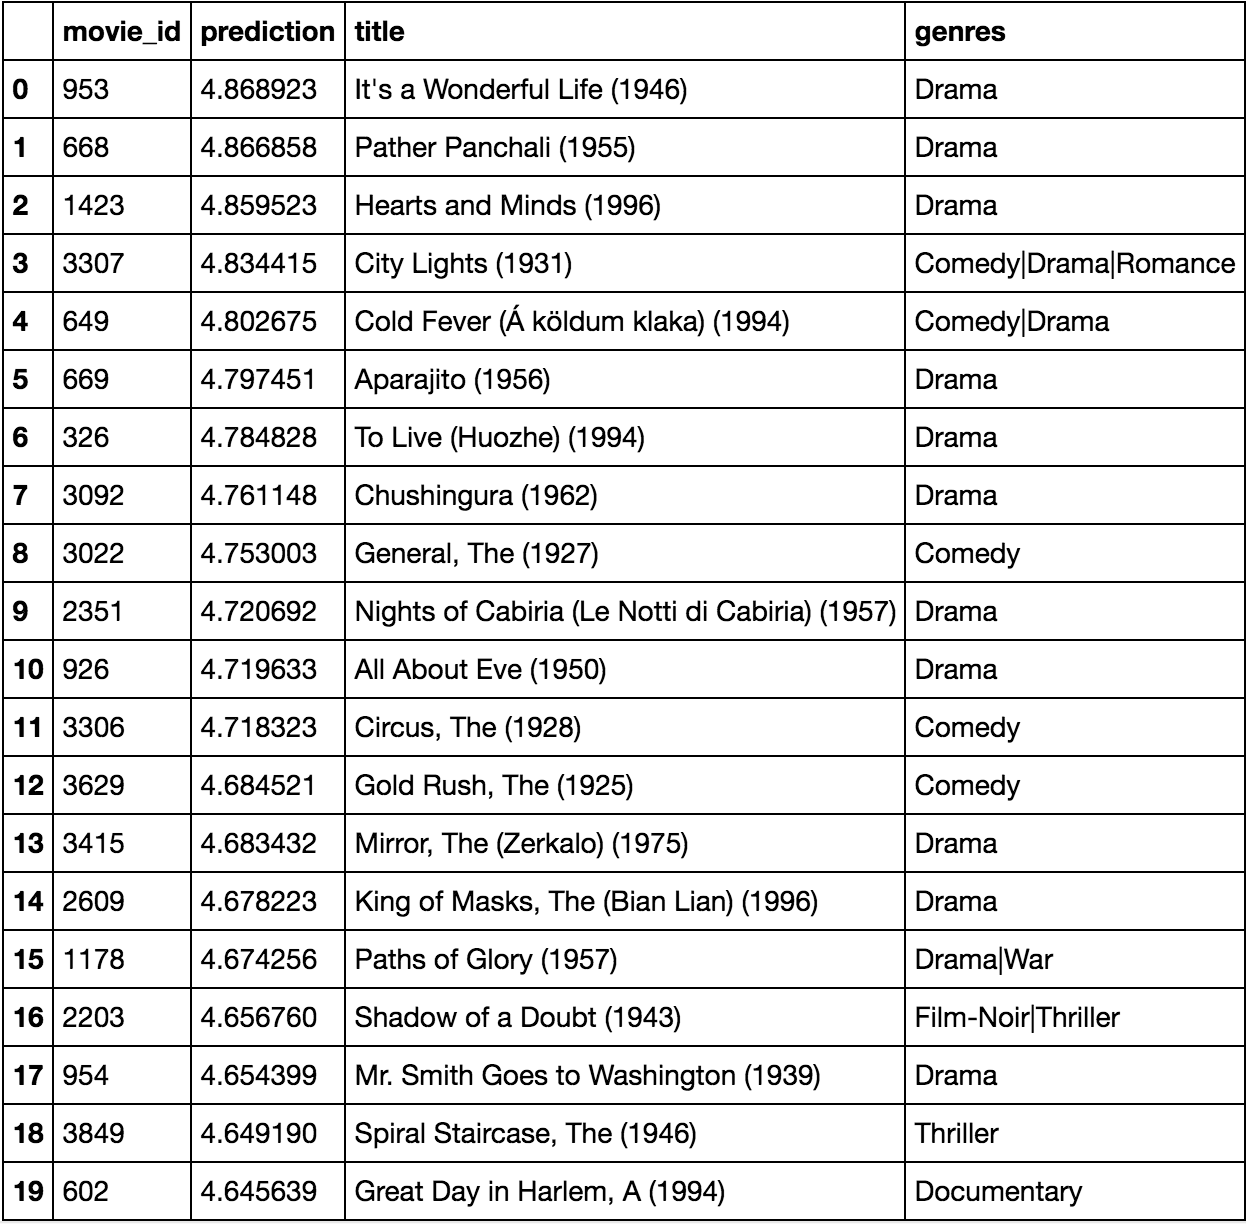 movie_id prediction title genres
0 953 4.868923 It's a Wonderful Life (1946) Drama
1 668 4.866858 Pather Panchali (1955) Drama
2 1423 4.859523 Hearts and Minds (1996) Drama
3 3307 4.834415 City Lights (1931) Comedy|Drama|Romance
4 649 4.802675 Cold Fever (Á köldum klaka) (1994) Comedy|Drama
5 669 4.797451 Aparajito (1956) Drama
6 326 4.784828 To Live (Huozhe) (1994) Drama
7 3092 4.761148 Chushingura (1962) Drama
8 3022 4.753003 General, The (1927) Comedy
9 2351 4.720692 Nights of Cabiria (Le Notti di Cabiria) (1957) Drama
10 926 4.719633 All About Eve (1950) Drama
11 3306 4.718323 Circus, The (1928) Comedy
12 3629 4.684521 Gold Rush, The (1925) Comedy
13 3415 4.683432 Mirror, The (Zerkalo) (1975) Drama
14 2609 4.678223 King of Masks, The (Bian Lian) (1996) Drama
15 1178 4.674256 Paths of Glory (1957) Drama|War
16 2203 4.656760 Shadow of a Doubt (1943) Film-Noir|Thriller
17 954 4.654399 Mr. Smith Goes to Washington (1939) Drama
18 3849 4.649190 Spiral Staircase, The (1946) Thriller
19 602 4.645639 Great Day in Harlem, A (1994) Documentary